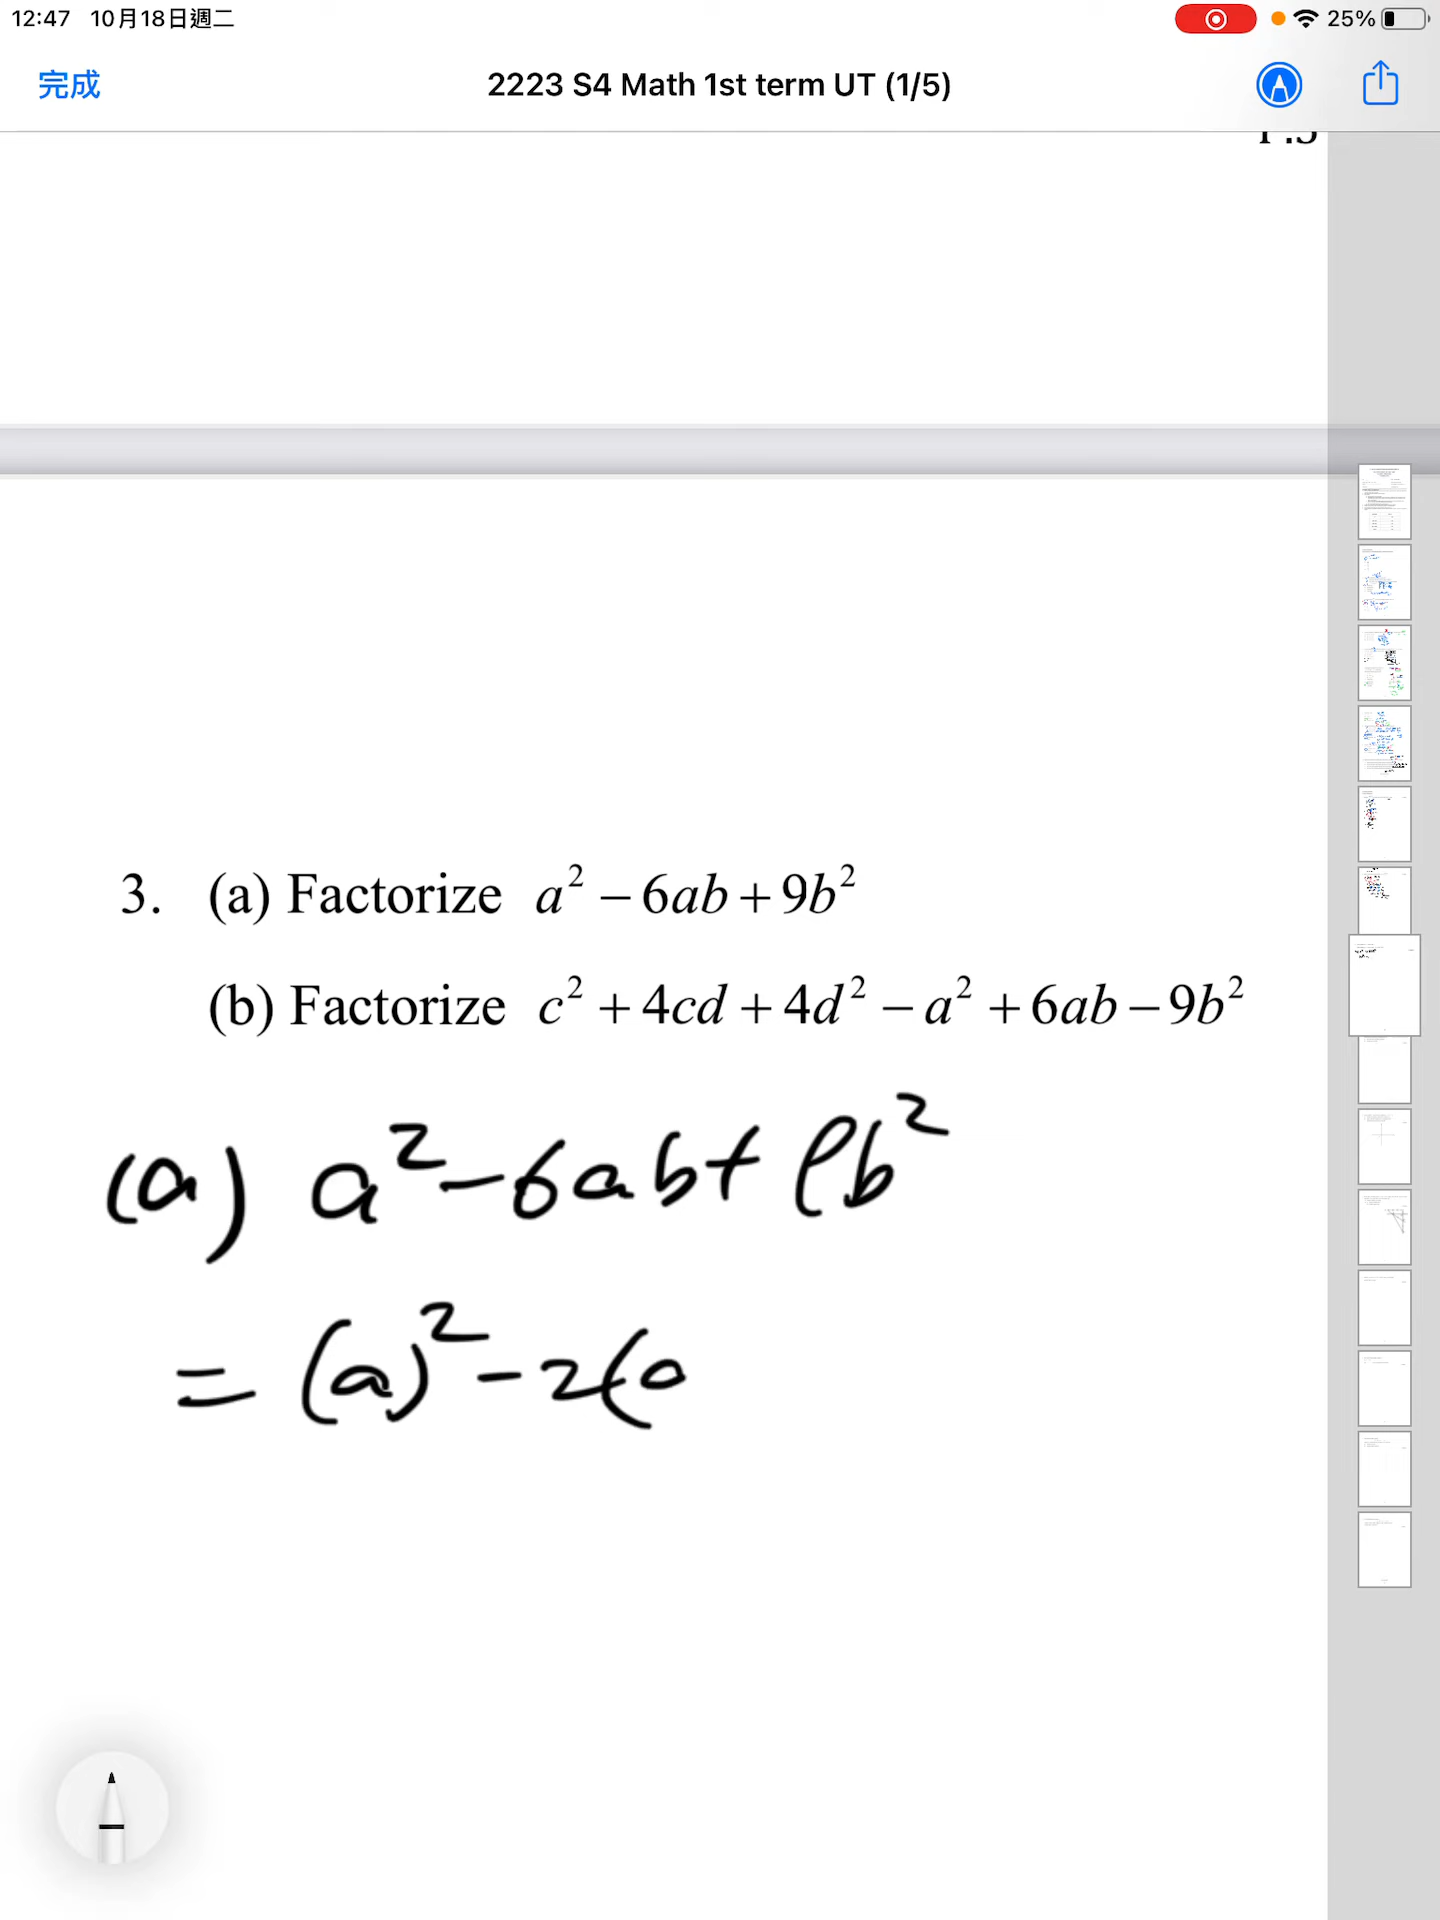 12:47 10月18日週二 25%
完成 2223 S4 Math 1st term UT (1/5)
3. (a) Factorize a² − 6ab + 9b²
(b) Factorize c² + 4cd + 4d² − a² + 6ab − 9b²
(a) a² − 6ab + 9b²
= (a)² − 2(a